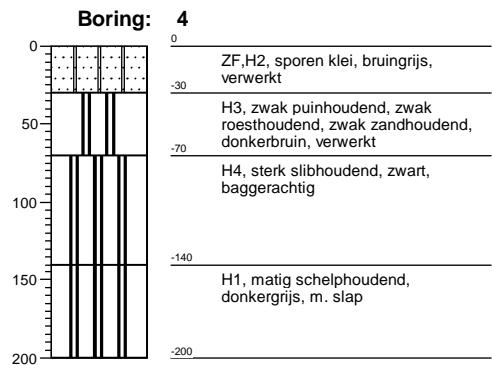 Boring: 4
0
50
100
150
200
0
ZF,H2, sporen klei, bruingrijs,
verwerkt
-30
H3, zwak puinhoudend, zwak
roesthoudend, zwak zandhoudend,
donkerbruin, verwerkt
-70
H4, sterk slibhoudend, zwart,
baggerachtig
-140
H1, matig schelphoudend,
donkergrijs, m. slap
-200